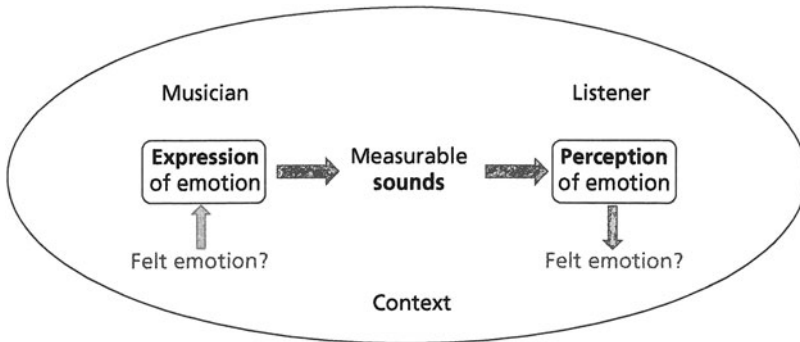 Musician
Listener
Expression
of emotion
Measurable
sounds
Perception
of emotion
Felt emotion?
Felt emotion?
Context